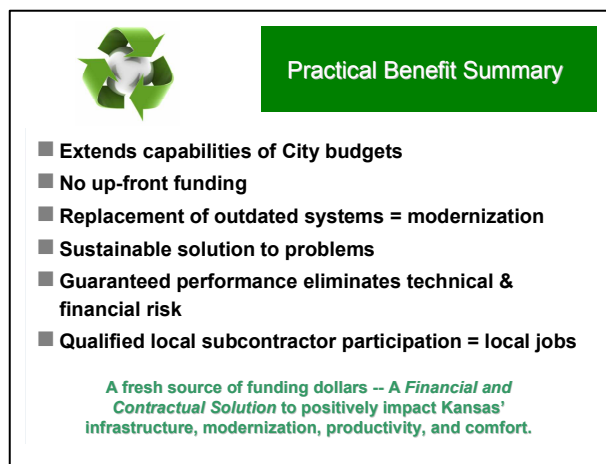 Practical Benefit Summary
Extends capabilities of City budgets
No up-front funding
Replacement of outdated systems = modernization
Sustainable solution to problems
Guaranteed performance eliminates technical &
financial risk
Qualified local subcontractor participation = local jobs
A fresh source of funding dollars -- A Financial and
Contractual Solution to positively impact Kansas'
infrastructure, modernization, productivity, and comfort.